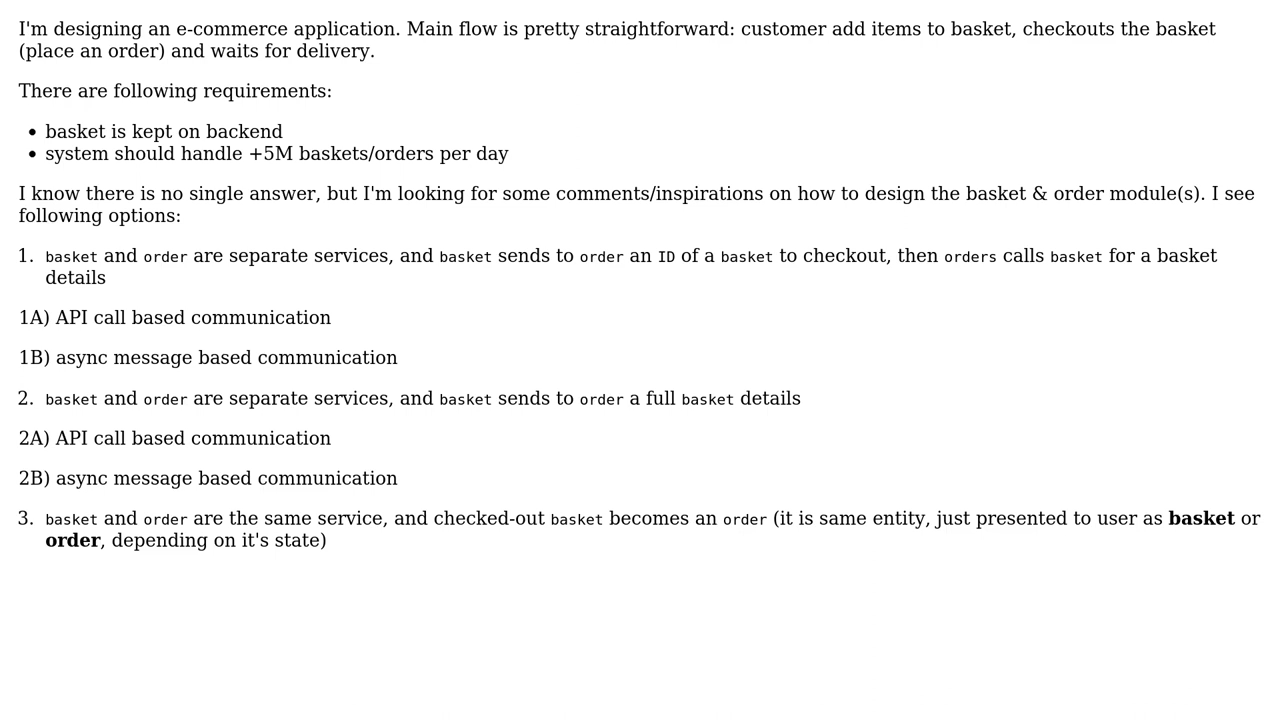 I'm designing an e-commerce application. Main flow is pretty straightforward: customer add items to basket, checkouts the basket
(place an order) and waits for delivery.
There are following requirements:
• basket is kept on backend
• system should handle +5M baskets/orders per day
I know there is no single answer, but I'm looking for some comments/inspirations on how to design the basket & order module(s). I see
following options:
1. basket and order are separate services, and basket sends to order an ID of a basket to checkout, then orders calls basket for a basket
details
1A) API call based communication
1B) async message based communication
2. basket and order are separate services, and basket sends to order a full basket details
2A) API call based communication
2B) async message based communication
3. basket and order are the same service, and checked-out basket becomes an order (it is same entity, just presented to user as basket or
order, depending on it's state)